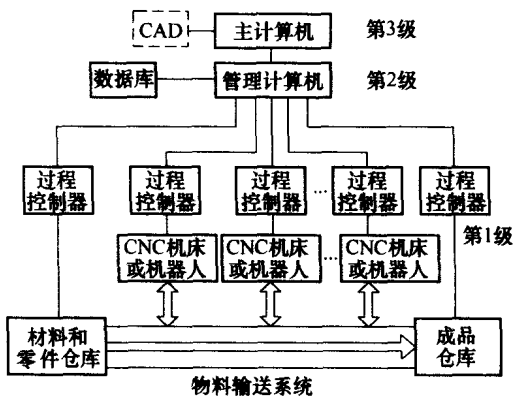 CAD
主计算机
第3级
数据库
管理计算机
第2级
过程
控制器
过程
控制器
过程
控制器
...
过程
控制器
过程
控制器
第1级
CNC机床
或机器人
CNC机床
或机器人
...
CNC机床
或机器人
材料和
零件仓库
成品
仓库
物料输送系统